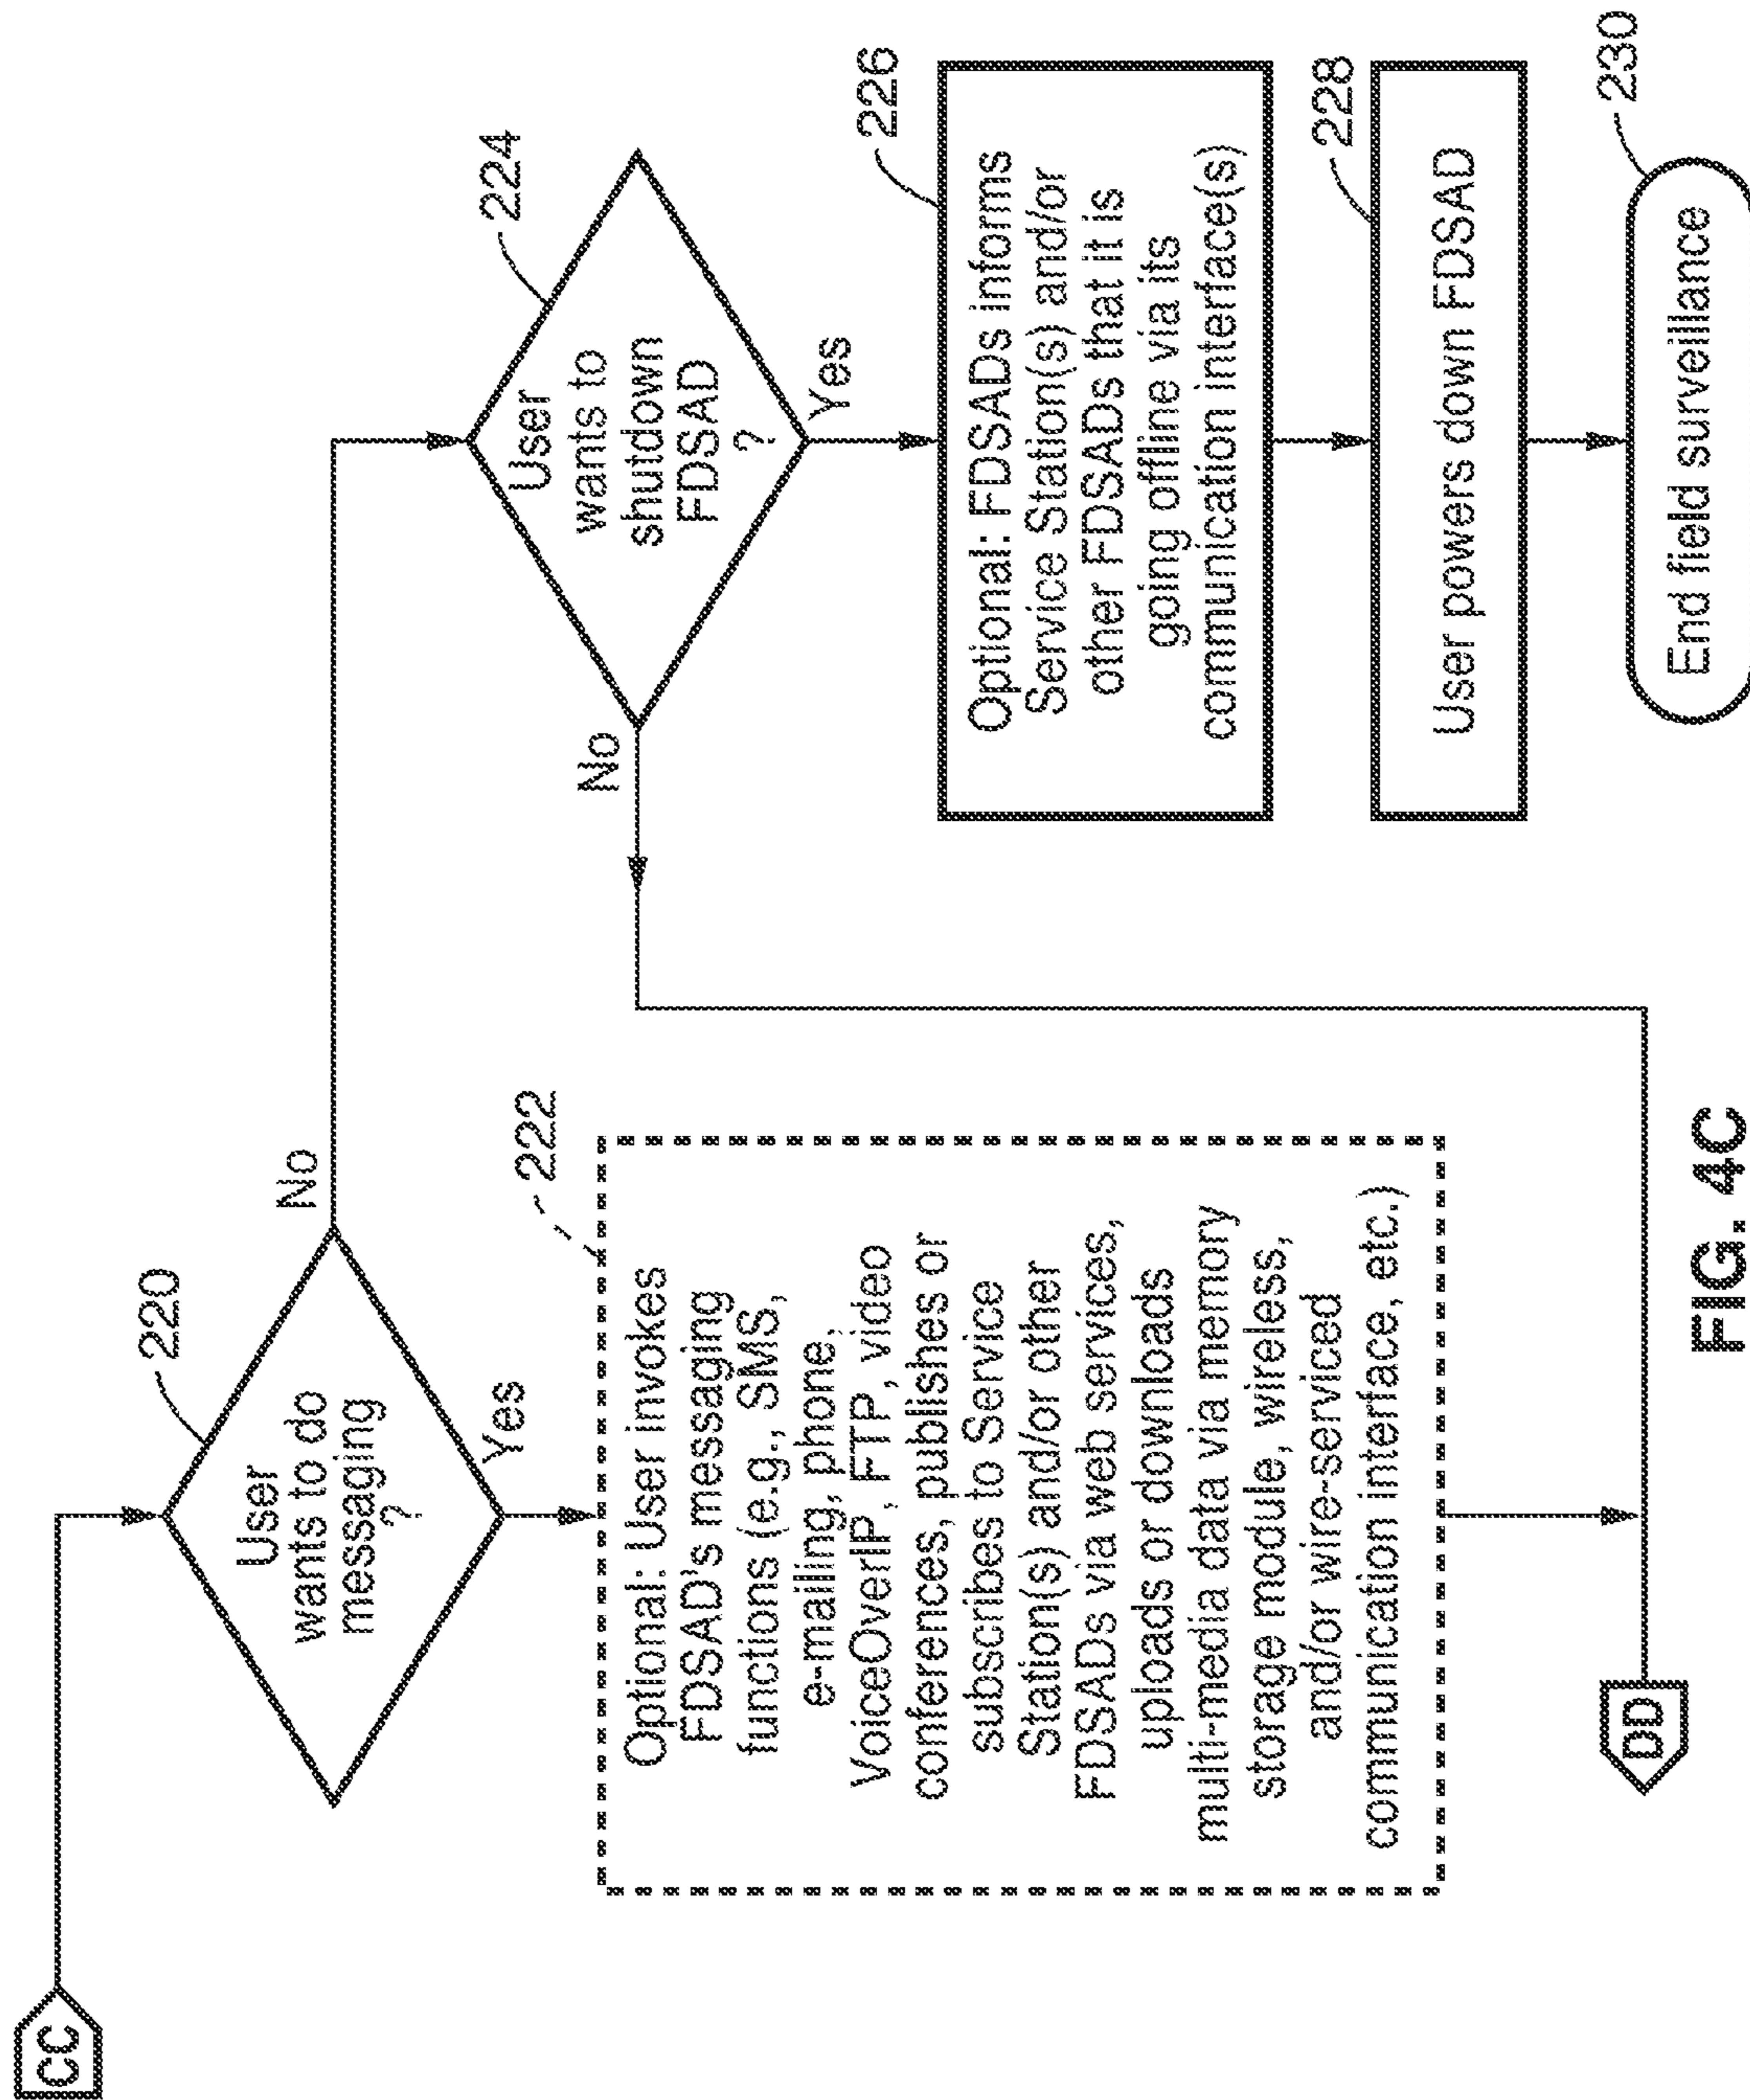 CC
220
User
wants to do
messaging
?
No
Yes
222
Optional: User invokes
FDSAD's messaging
functions (e.g., SMS,
e-mailing, phone,
VoiceOverIP, FTP, video
conferences, publishes or
subscribes to Service
Station(s) and/or other
FDSADs via web services,
uploads or downloads
multi-media data via memory
storage module, wireless,
and/or wire-serviced
communication interface, etc.)
224
User
wants to
shutdown
FDSAD
?
No
Yes
226
Optional: FDSADs informs
Service Station(s) and/or
other FDSADs that it is
going offline via its
communication interface(s)
228
User powers down FDSAD
230
End field surveillance
DD
FIG. 4C